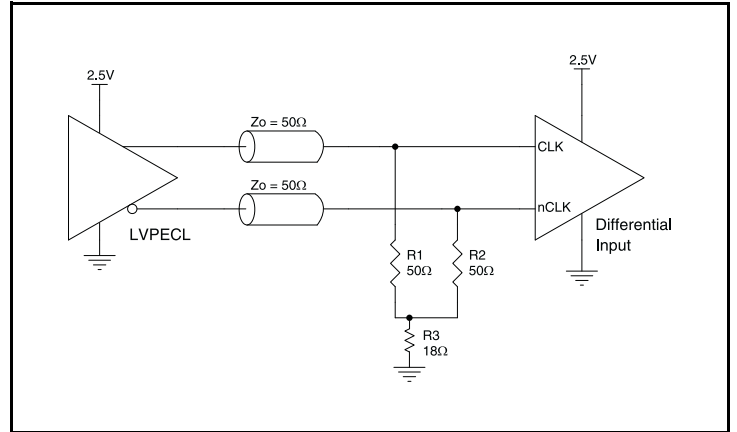 2.5V
2.5V
Zo = 50Ω
CLK
Zo = 50Ω
nCLK
LVPECL
Differential
Input
R1
50Ω
R2
50Ω
R3
18Ω